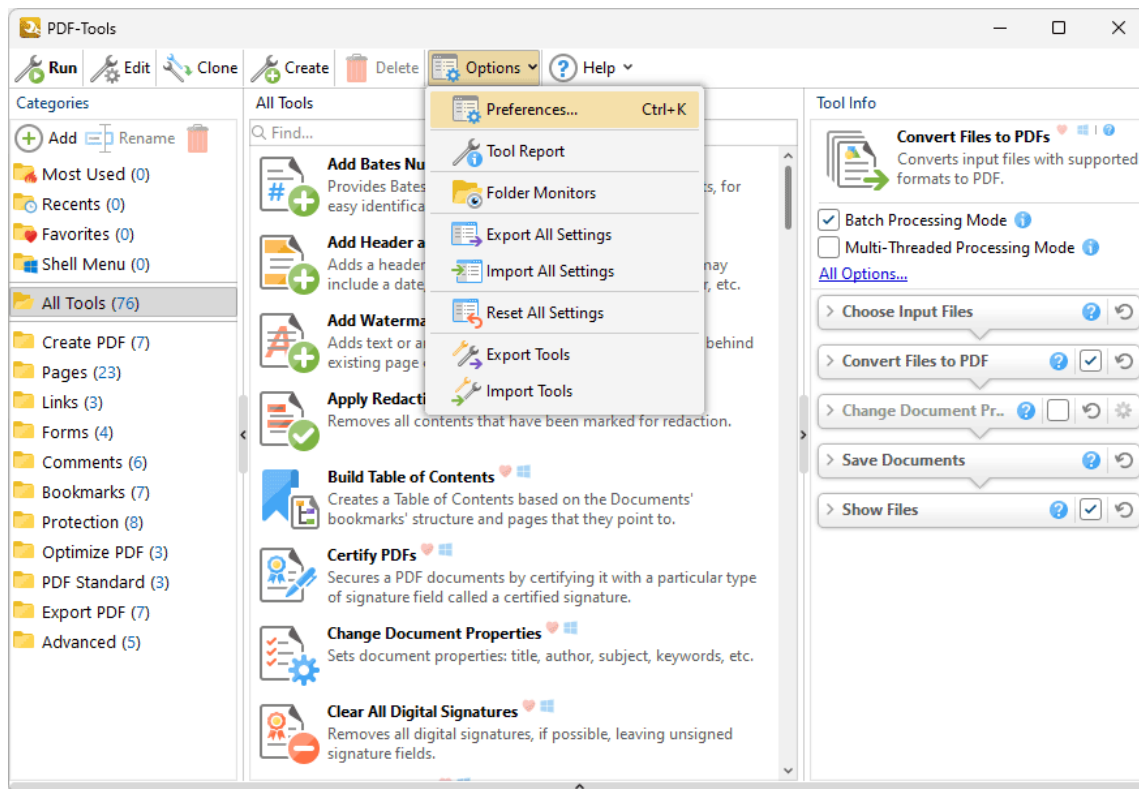 PDF-Tools
Run Edit Clone Create Delete Options Help
Categories
Add Rename
Most Used (0)
Recents (0)
Favorites (0)
Shell Menu (0)
All Tools (76)
Create PDF (7)
Pages (23)
Links (3)
Forms (4)
Comments (6)
Bookmarks (7)
Protection (8)
Optimize PDF (3)
PDF Standard (3)
Export PDF (7)
Advanced (5)
All Tools
Find...
Add Bates Nu
Provides Bates ts, for
easy identifica
Add Header a
Adds a header may
include a date, r, etc.
Add Waterma
Adds text or a behind
existing page
Apply Redacti
Removes all contents that have been marked for redaction.
Build Table of Contents
Creates a Table of Contents based on the Documents'
bookmarks' structure and pages that they point to.
Certify PDFs
Secures a PDF documents by certifying it with a particular type
of signature field called a certified signature.
Change Document Properties
Sets document properties: title, author, subject, keywords, etc.
Clear All Digital Signatures
Removes all digital signatures, if possible, leaving unsigned
signature fields.
Preferences... Ctrl+K
Tool Report
Folder Monitors
Export All Settings
Import All Settings
Reset All Settings
Export Tools
Import Tools
Tool Info
Convert Files to PDFs
Converts input files with supported
formats to PDF.
Batch Processing Mode
Multi-Threaded Processing Mode
All Options...
Choose Input Files
Convert Files to PDF
Change Document Pr..
Save Documents
Show Files